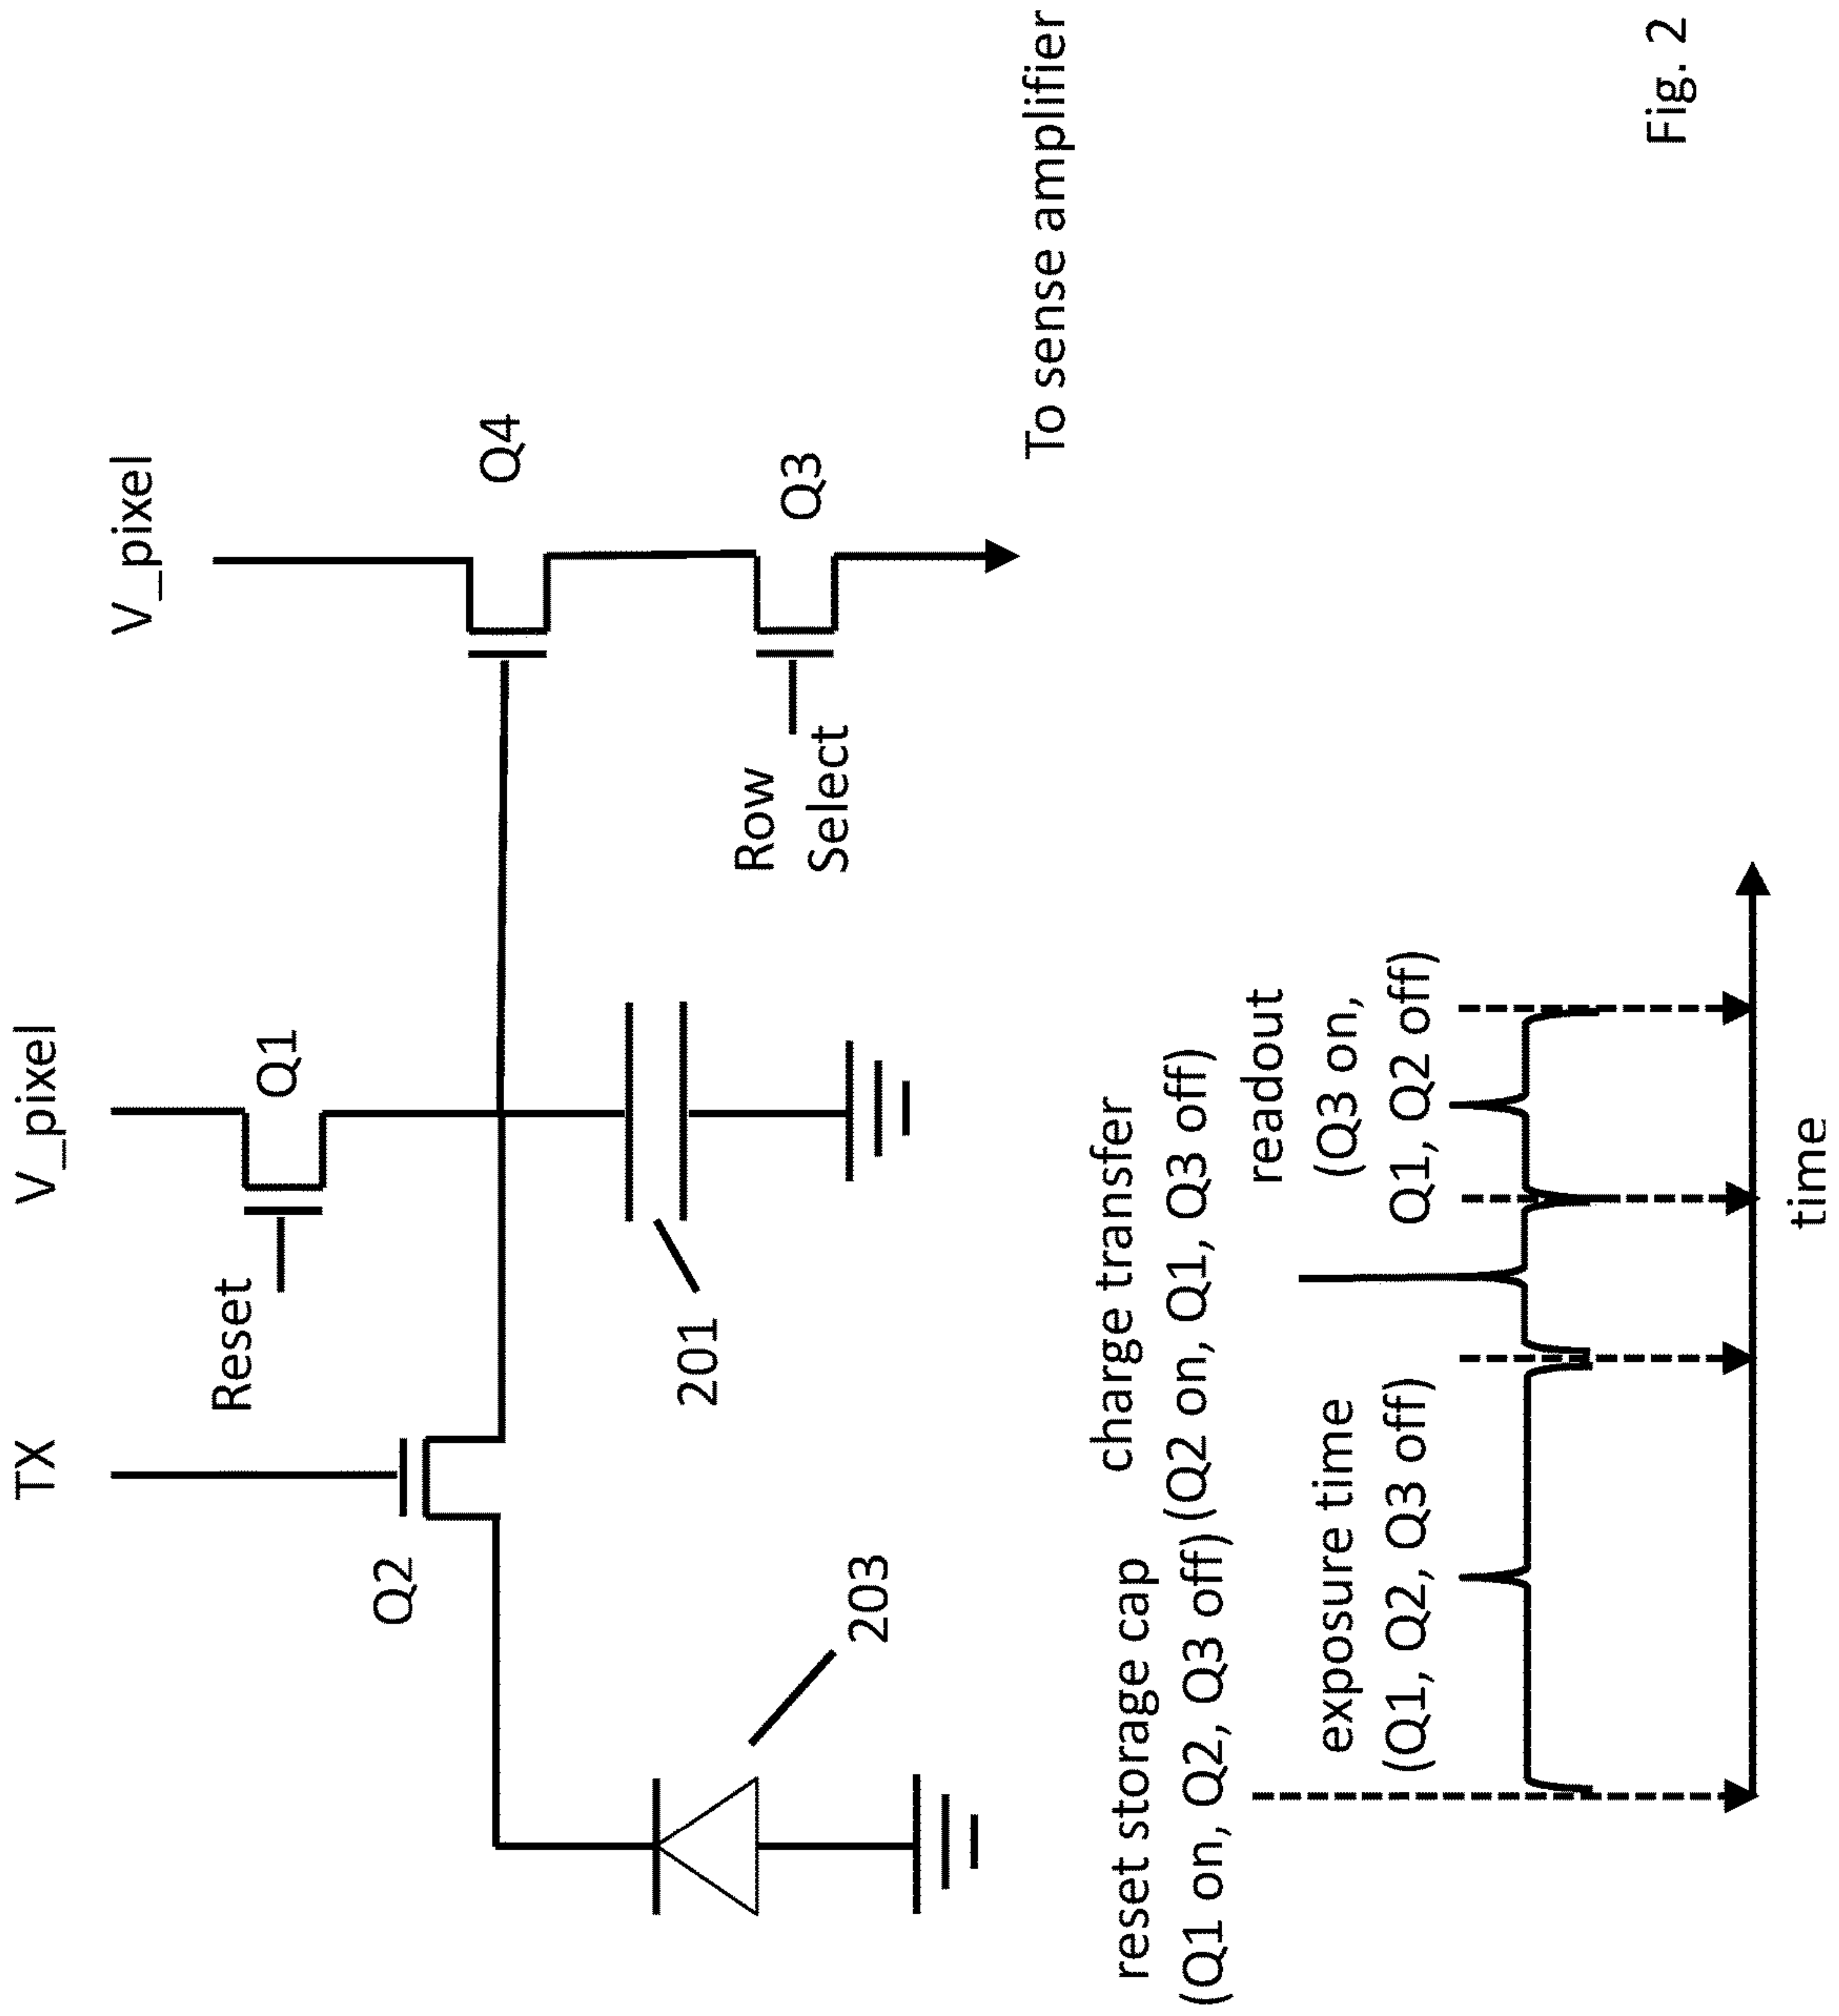 V_pixel
TX
V_pixel
Reset
Q1
Q2
Q4
201
Row
Select
Q3
203
To sense amplifier
reset storage cap
(Q1 on, Q2, Q3 off)
charge transfer
(Q2 on, Q1, Q3 off)
exposure time
(Q1, Q2, Q3 off)
readout
(Q3 on,
Q1, Q2 off)
time
Fig. 2